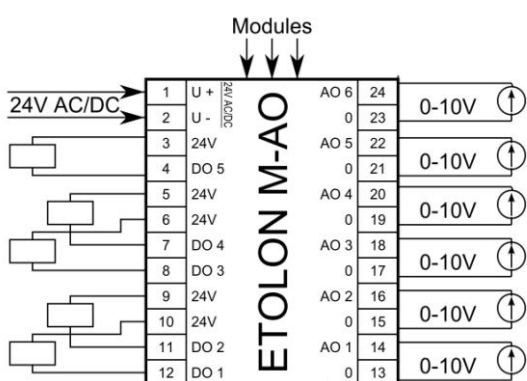 Modules
24V AC/DC
1 U + 24V AC/DC AO 6 24
2 U - 0 23
3 24V AO 5 22
4 DO 5 0 21
5 24V AO 4 20
6 24V 0 19
7 DO 4 AO 3 18
8 DO 3 0 17
9 24V AO 2 16
10 24V 0 15
11 DO 2 AO 1 14
12 DO 1 0 13
ETOLON M-AO
0-10V
0-10V
0-10V
0-10V
0-10V
0-10V